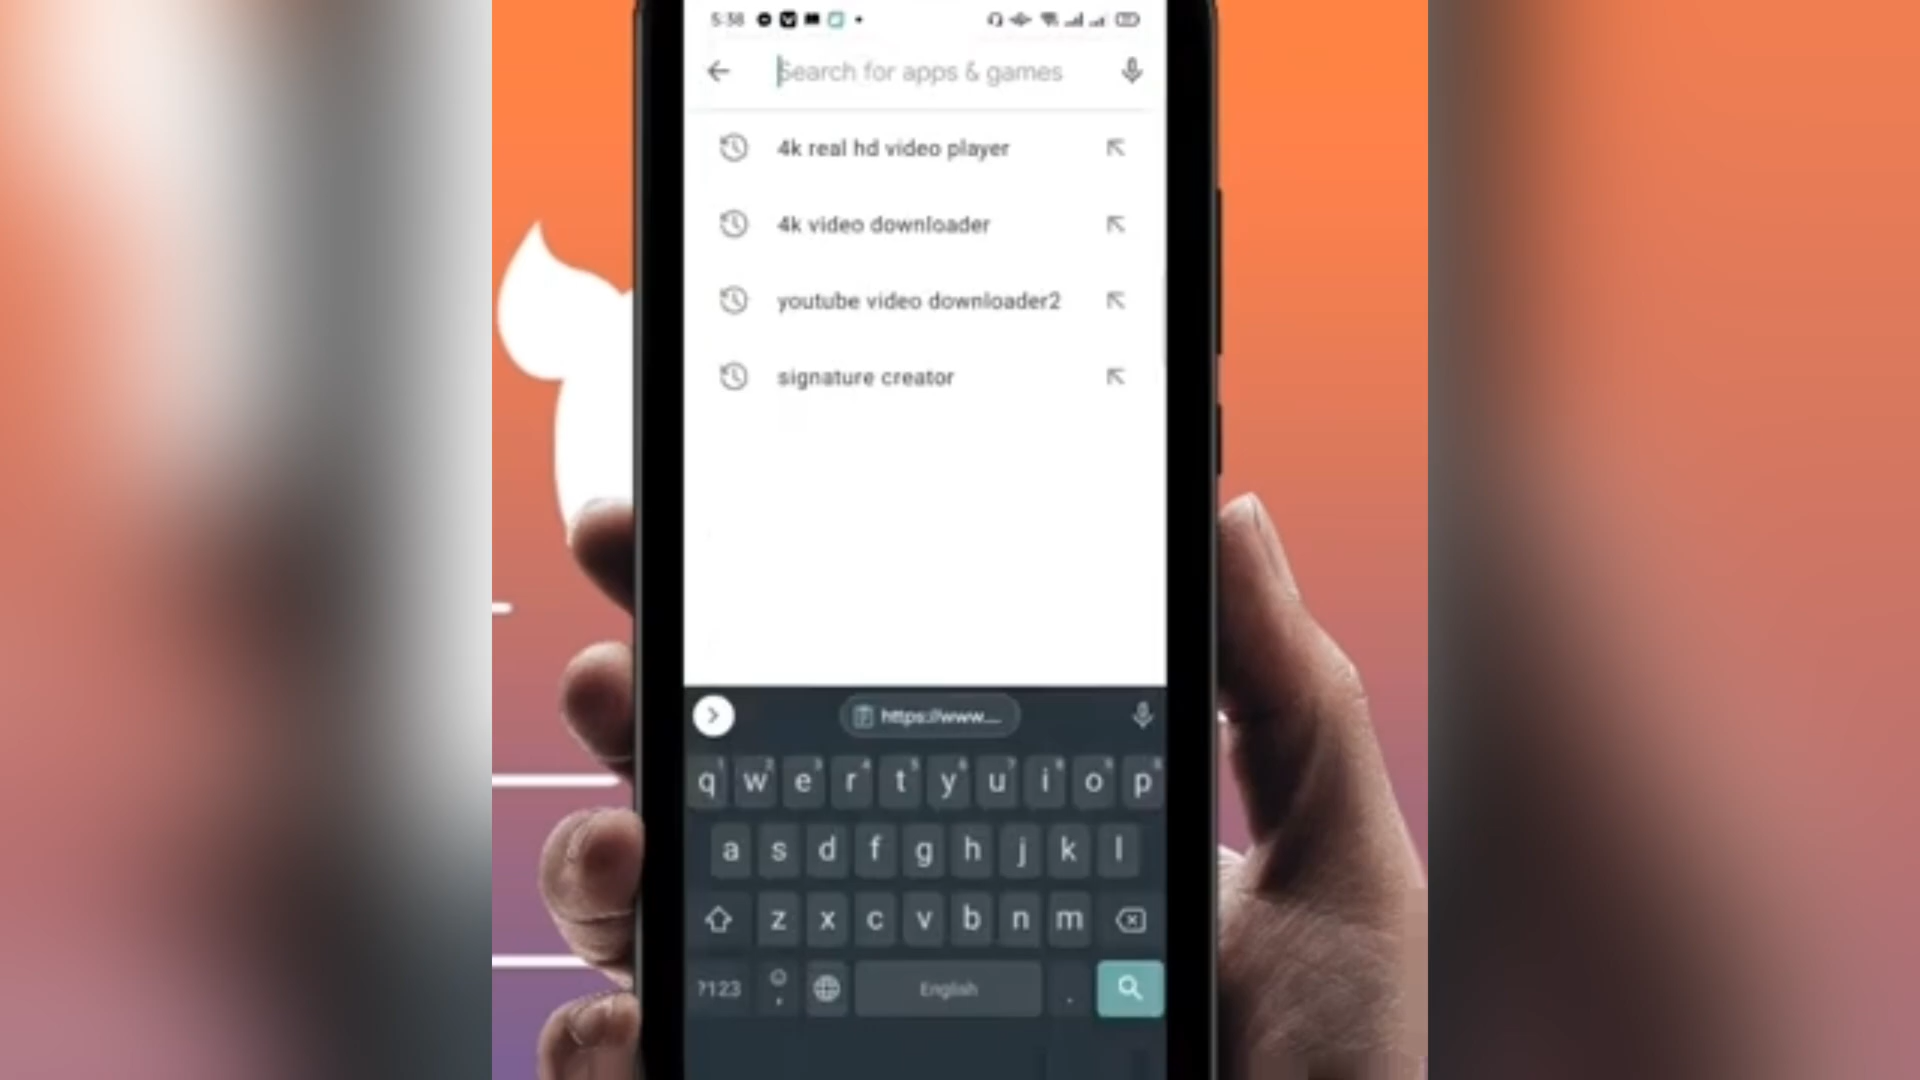 5:38
Search for apps & games
4k real hd video player
4k video downloader
youtube video downloader2
signature creator
https://www....
q w e r t y u i o p
a s d f g h j k l
z x c v b n m
?123 , English .